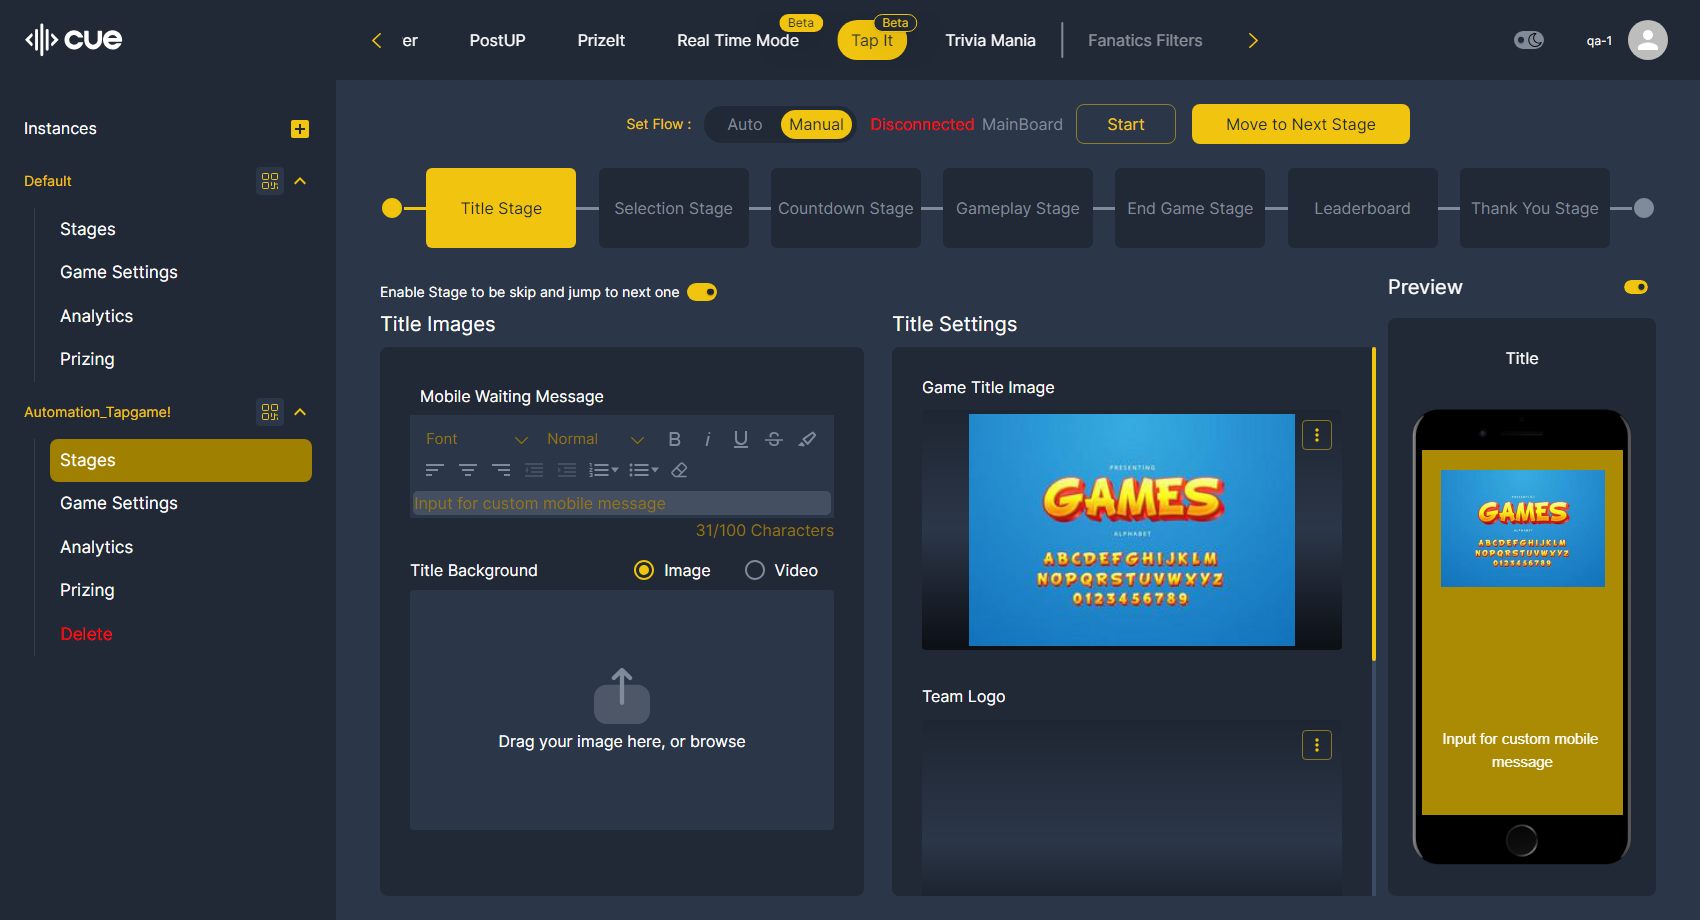 cue
er
PostUP
PrizeIt
Real Time Mode
Beta
Tap It
Beta
Trivia Mania
Fanatics Filters
qa-1
Instances
Default
Stages
Game Settings
Analytics
Prizing
Automation_Tapgame!
Stages
Game Settings
Analytics
Prizing
Delete
Set Flow :
Auto
Manual
Disconnected MainBoard
Start
Move to Next Stage
Title Stage
Selection Stage
Countdown Stage
Gameplay Stage
End Game Stage
Leaderboard
Thank You Stage
Enable Stage to be skip and jump to next one
Title Images
Mobile Waiting Message
Font
Normal
B i U S
Input for custom mobile message
31/100 Characters
Title Background
Image
Video
Drag your image here, or browse
Title Settings
Game Title Image
PRESENTING
GAMES
ALPHABET
ABCDEFGHIJKLM
NOPQRSTUVWXYZ
0123456789
Team Logo
Preview
Title
PRESENTING
GAMES
ALPHABET
ABCDEFGHIJKLM
NOPQRSTUVWXYZ
0123456789
Input for custom mobile
message